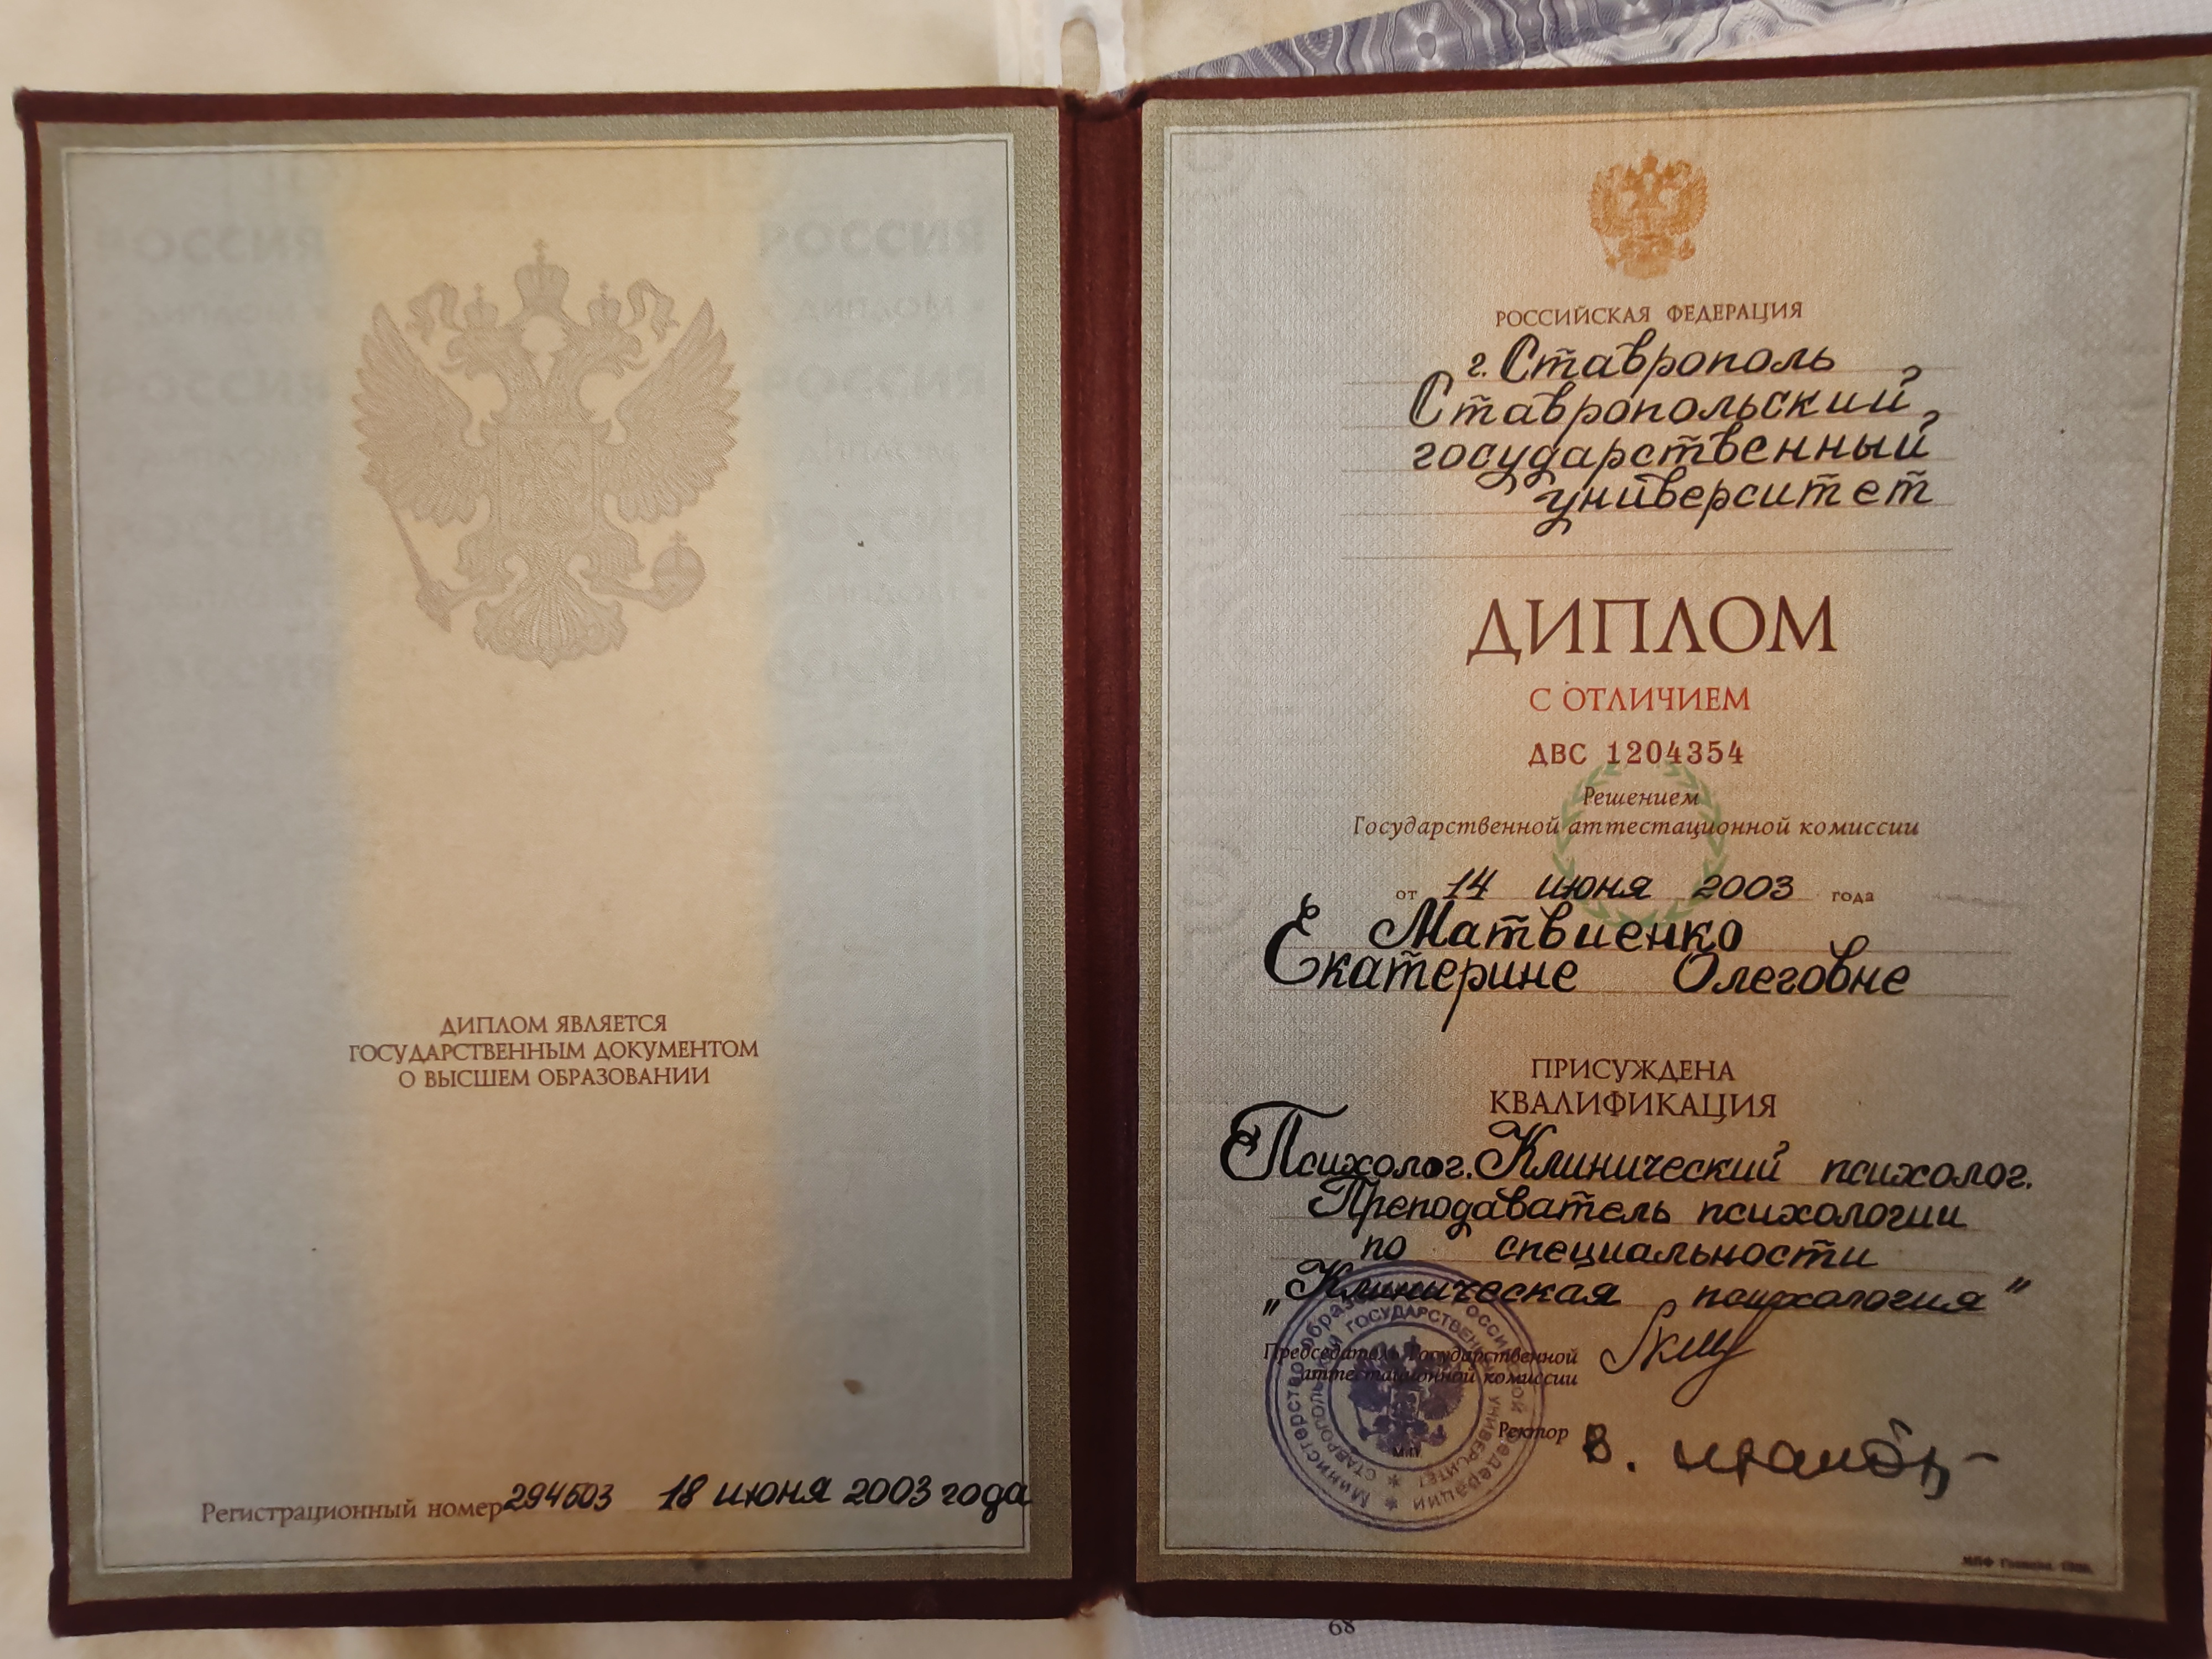 ДИПЛОМ ЯВЛЯЕТСЯ
ГОСУДАРСТВЕННЫМ ДОКУМЕНТОМ
О ВЫСШЕМ ОБРАЗОВАНИИ
Регистрационный номер 294603 18 июня 2003 года
РОССИЙСКАЯ ФЕДЕРАЦИЯ
г. Ставрополь
Ставропольский
государственный
университет
ДИПЛОМ
С ОТЛИЧИЕМ
ДВС 1204354
Решением
Государственной аттестационной комиссии
от 14 июня 2003 года
Матвиенко
Екатерине Олеговне
ПРИСУЖДЕНА
КВАЛИФИКАЦИЯ
Психолог. Клинический психолог.
Преподаватель психологии
по специальности
„Клиническая психология"
Председатель Государственной
аттестационной комиссии
Ректор
М.П.
68